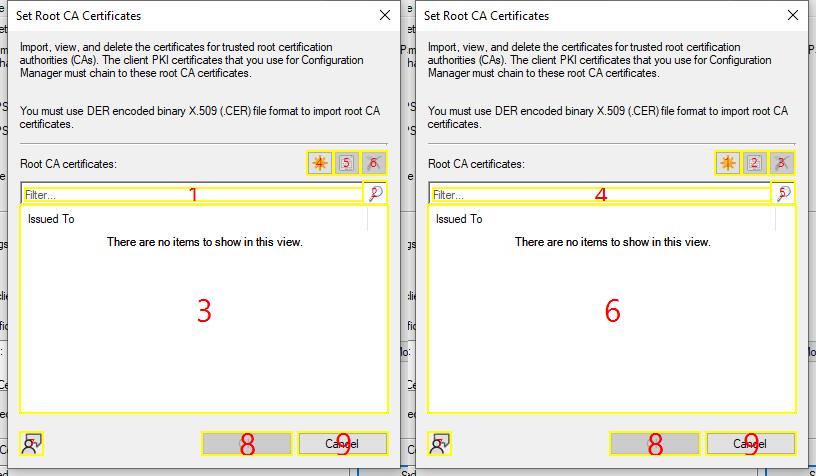 Set Root CA Certificates
Import, view, and delete the certificates for trusted root certification
authorities (CAs). The client PKI certificates that you use for Configuration
Manager must chain to these root CA certificates.
You must use DER encoded binary X.509 (.CER) file format to import root CA
certificates.
Root CA certificates:
4 5 6
Filter... 1 2
Issued To
There are no items to show in this view.
3
7 8 Cancel 9
Set Root CA Certificates
Import, view, and delete the certificates for trusted root certification
authorities (CAs). The client PKI certificates that you use for Configuration
Manager must chain to these root CA certificates.
You must use DER encoded binary X.509 (.CER) file format to import root CA
certificates.
Root CA certificates:
1 2 3
Filter... 4 5
Issued To
There are no items to show in this view.
6
7 8 Cancel 9